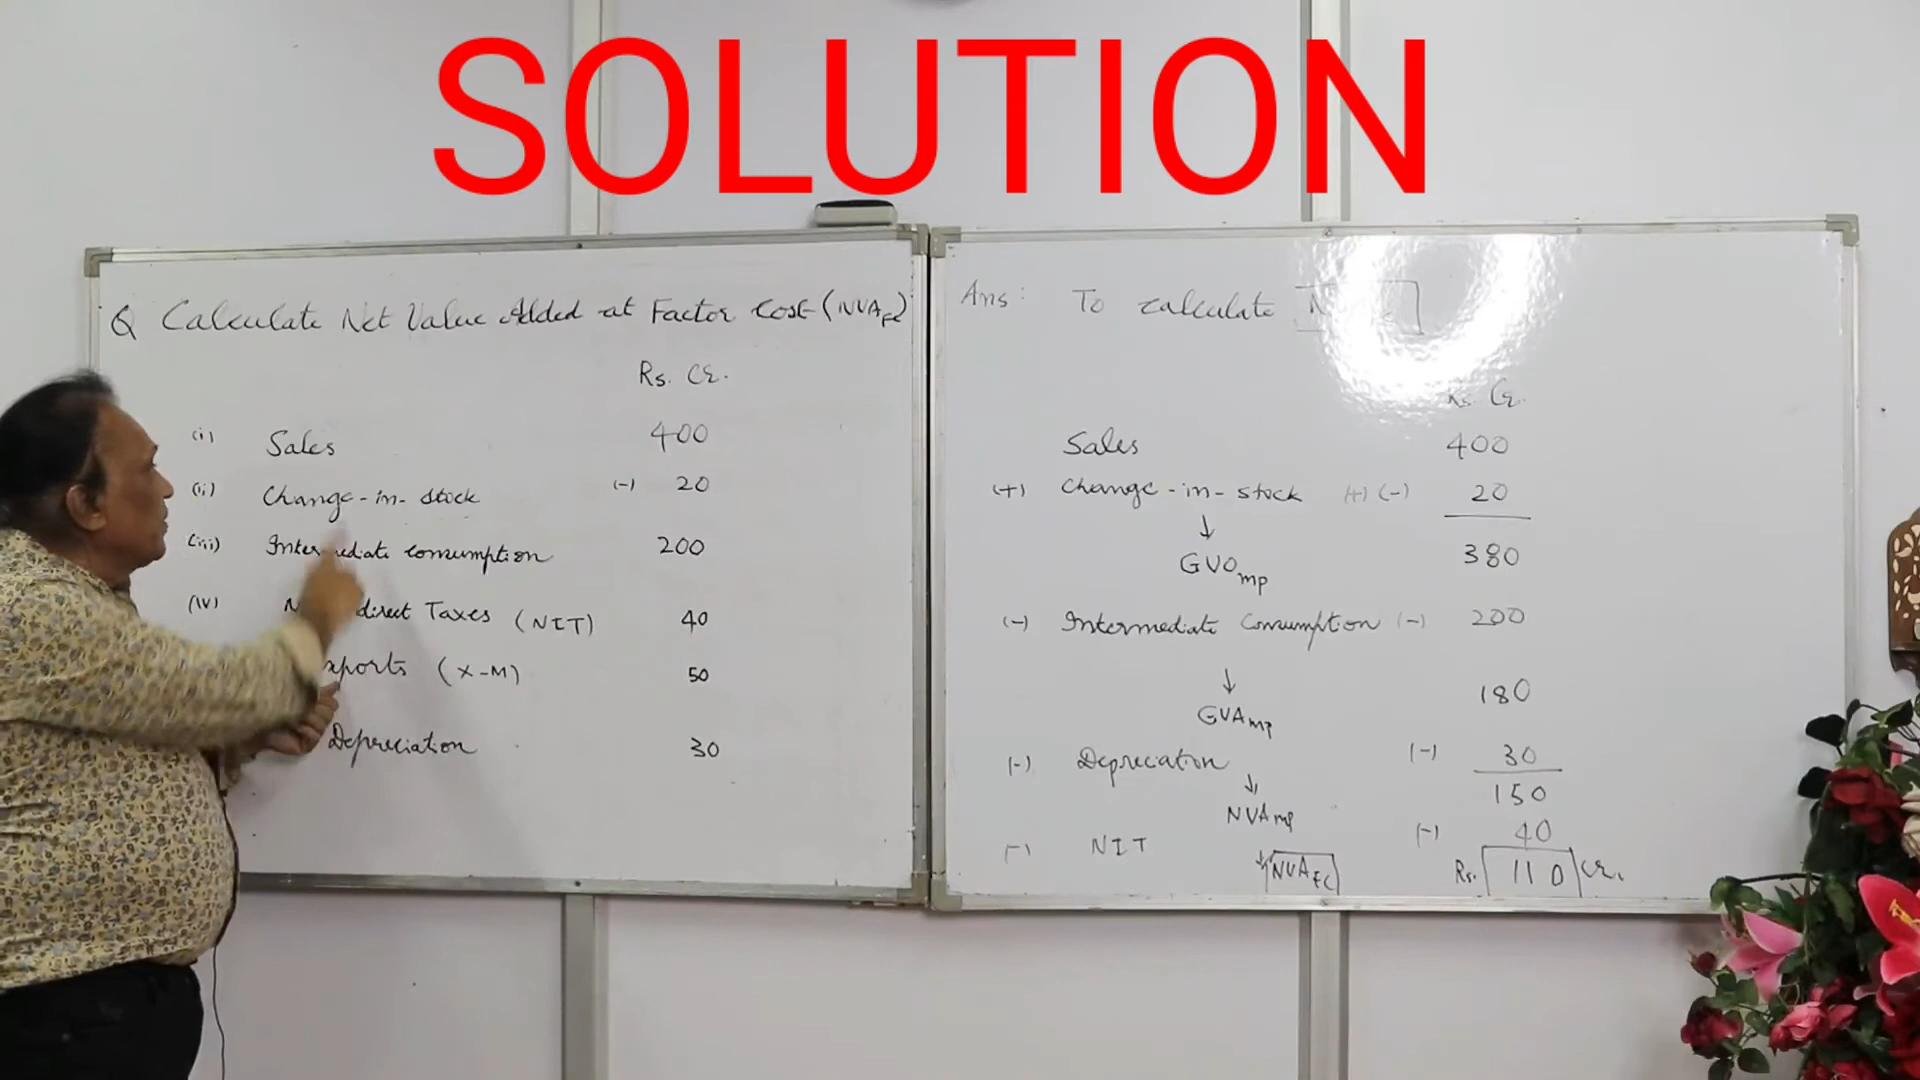 SOLUTION
Q Calculate Net Value Added at Factor Cost (NVAFC)
Rs. Cr.
(i) Sales 400
(ii) Change-in-stock (-) 20
(iii) Intermediate consumption 200
(iv) direct Taxes (NIT) 40
xports (X-M) 50
Depreciation 30
Ans: To calculate
Rs. Cr.
Sales 400
(+) Change-in-stock (+) (-) 20
↓ GVOmp 380
(-) Intermediate Consumption (-) 200
↓ GVAmp 180
(-) Depreciation (-) 30
↓ NVAmp 150
(-) NIT (-) 40
↓ NVAFC Rs. 110 Cr.